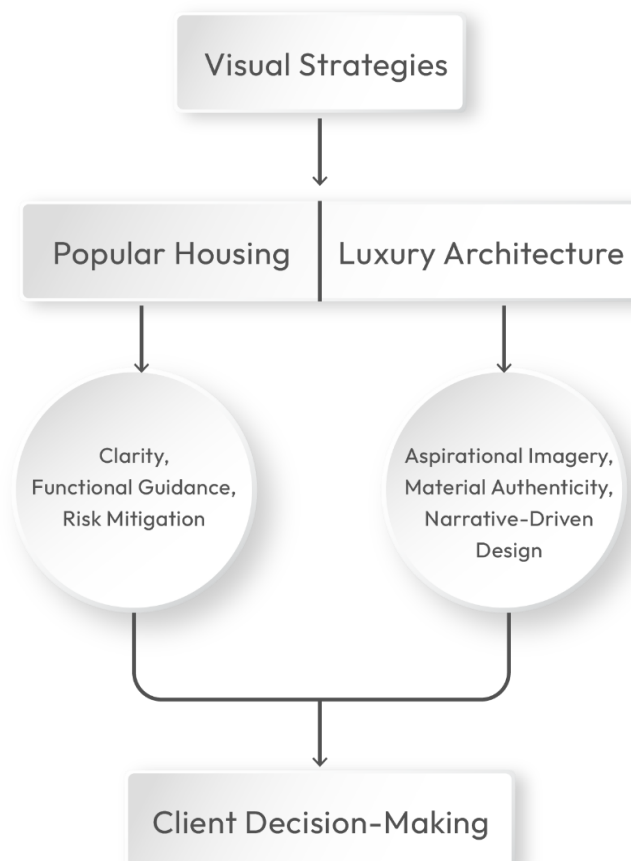 Visual Strategies
Popular Housing
Luxury Architecture
Clarity,
Functional Guidance,
Risk Mitigation
Aspirational Imagery,
Material Authenticity,
Narrative-Driven
Design
Client Decision-Making